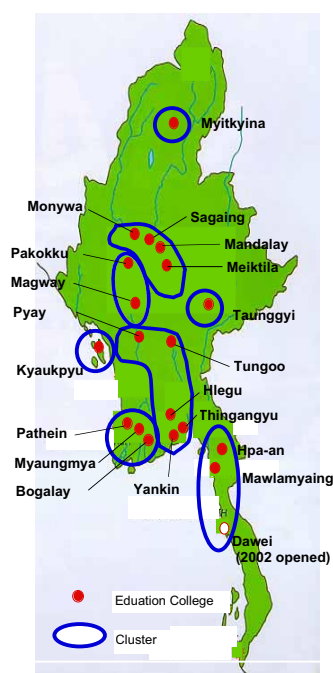 Myitkyina
Monywa
Sagaing
Mandalay
Pakokku
Meiktila
Magway
Taunggyi
Pyay
Kyaukpyu
Tungoo
Hlegu
Thingangyu
Pathein
Hpa-an
Myaungmya
Mawlamyaing
Bogalay
Yankin
Dawei
(2002 opened)
Eduation College
Cluster